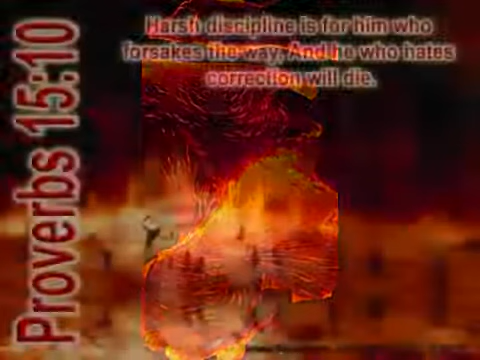 Harsh discipline is for him who
forsakes the way, And he who hates
correction will die.
Proverbs 15:10